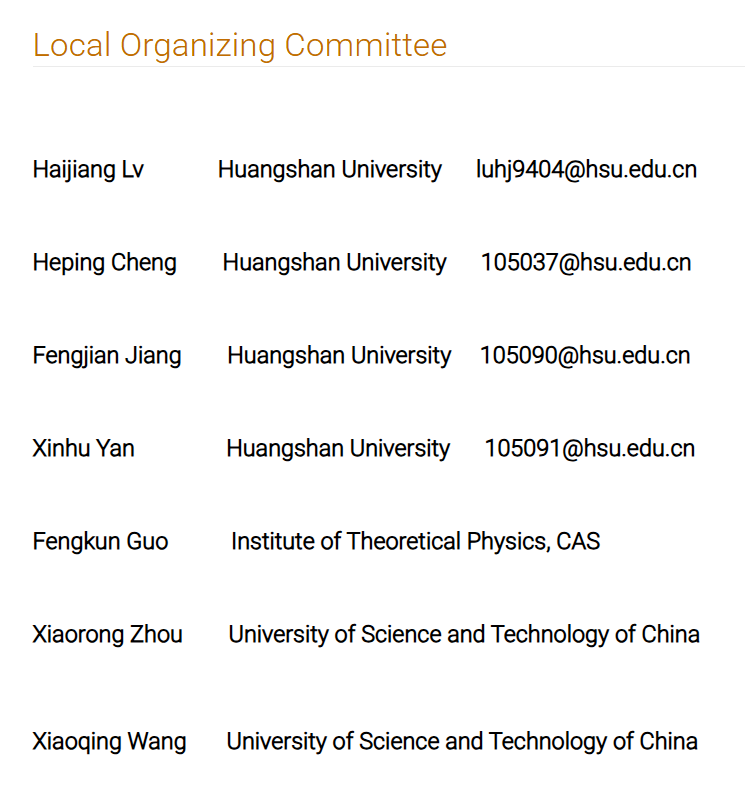 Local Organizing Committee
Haijiang Lv Huangshan University luhj9404@hsu.edu.cn
Heping Cheng Huangshan University 105037@hsu.edu.cn
Fengjian Jiang Huangshan University 105090@hsu.edu.cn
Xinhu Yan Huangshan University 105091@hsu.edu.cn
Fengkun Guo Institute of Theoretical Physics, CAS
Xiaorong Zhou University of Science and Technology of China
Xiaoqing Wang University of Science and Technology of China